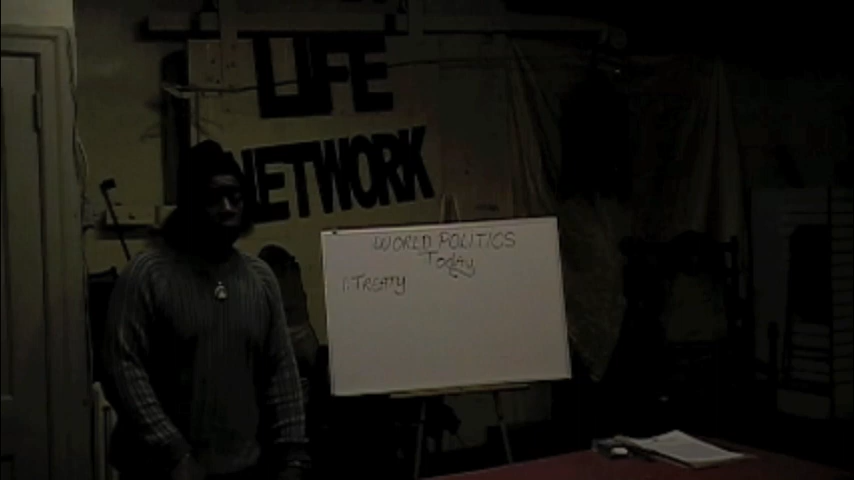 LIFE
NETWORK
WORLD POLITICS
Today
1. TREATY